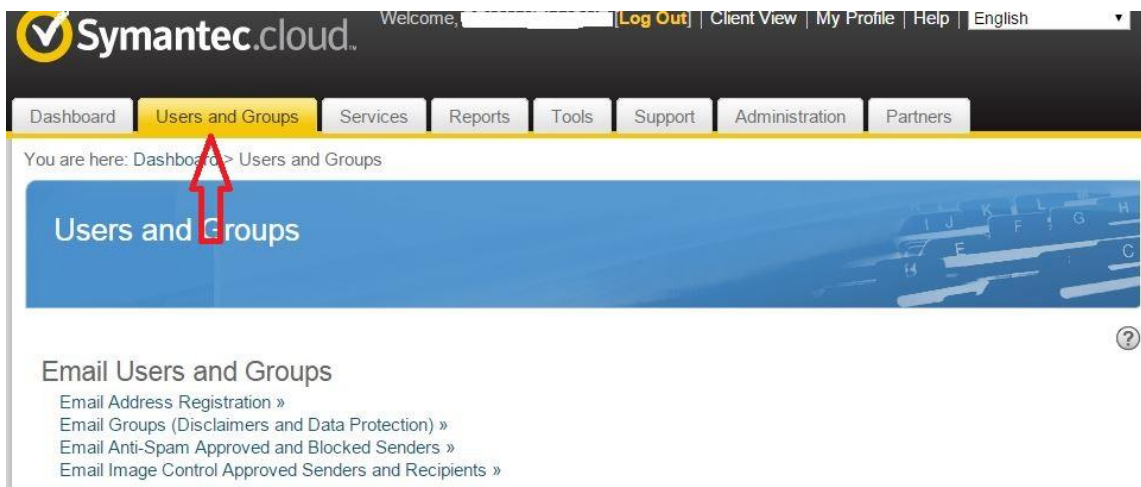 Symantec.cloud™ Welcome, [Log Out] | Client View | My Profile | Help | English
Dashboard Users and Groups Services Reports Tools Support Administration Partners
You are here: Dashboard > Users and Groups
Users and Groups
I J K L F G H
H E C
?
Email Users and Groups
Email Address Registration »
Email Groups (Disclaimers and Data Protection) »
Email Anti-Spam Approved and Blocked Senders »
Email Image Control Approved Senders and Recipients »